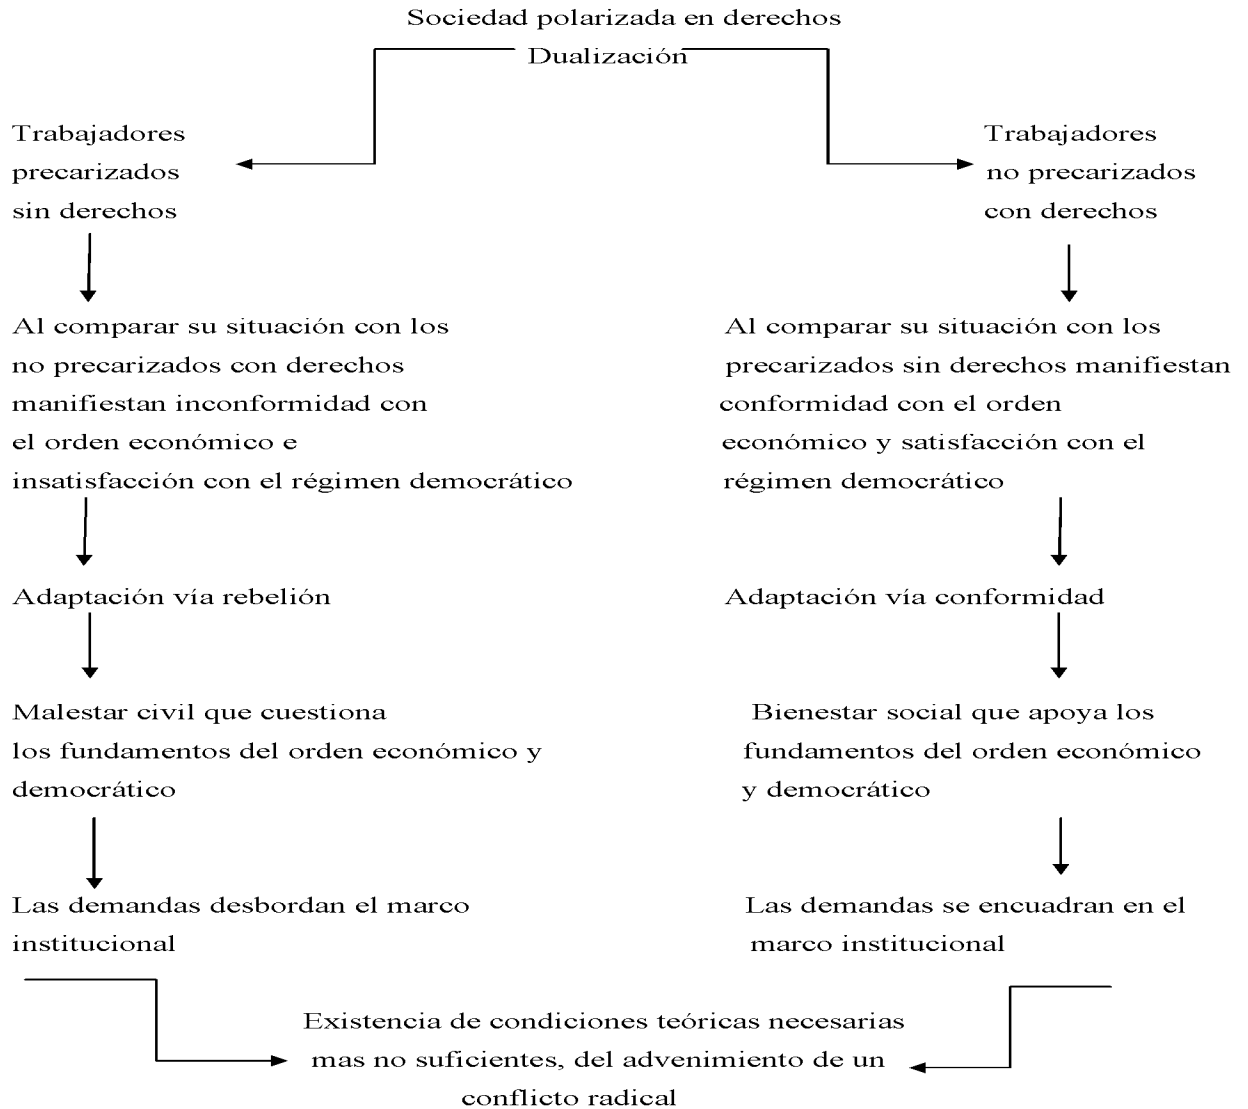 Sociedad polarizada en derechos
Dualización
Trabajadores
precarizados
sin derechos
Trabajadores
no precarizados
con derechos
Al comparar su situación con los
no precarizados con derechos
manifiestan inconformidad con
el orden económico e
insatisfacción con el régimen democrático
Al comparar su situación con los
precarizados sin derechos manifiestan
conformidad con el orden
económico y satisfacción con el
régimen democrático
Adaptación vía rebelión
Adaptación vía conformidad
Malestar civil que cuestiona
los fundamentos del orden económico y
democrático
Bienestar social que apoya los
fundamentos del orden económico
y democrático
Las demandas desbordan el marco
institucional
Las demandas se encuadran en el
marco institucional
Existencia de condiciones teóricas necesarias
mas no suficientes, del advenimiento de un
conflicto radical